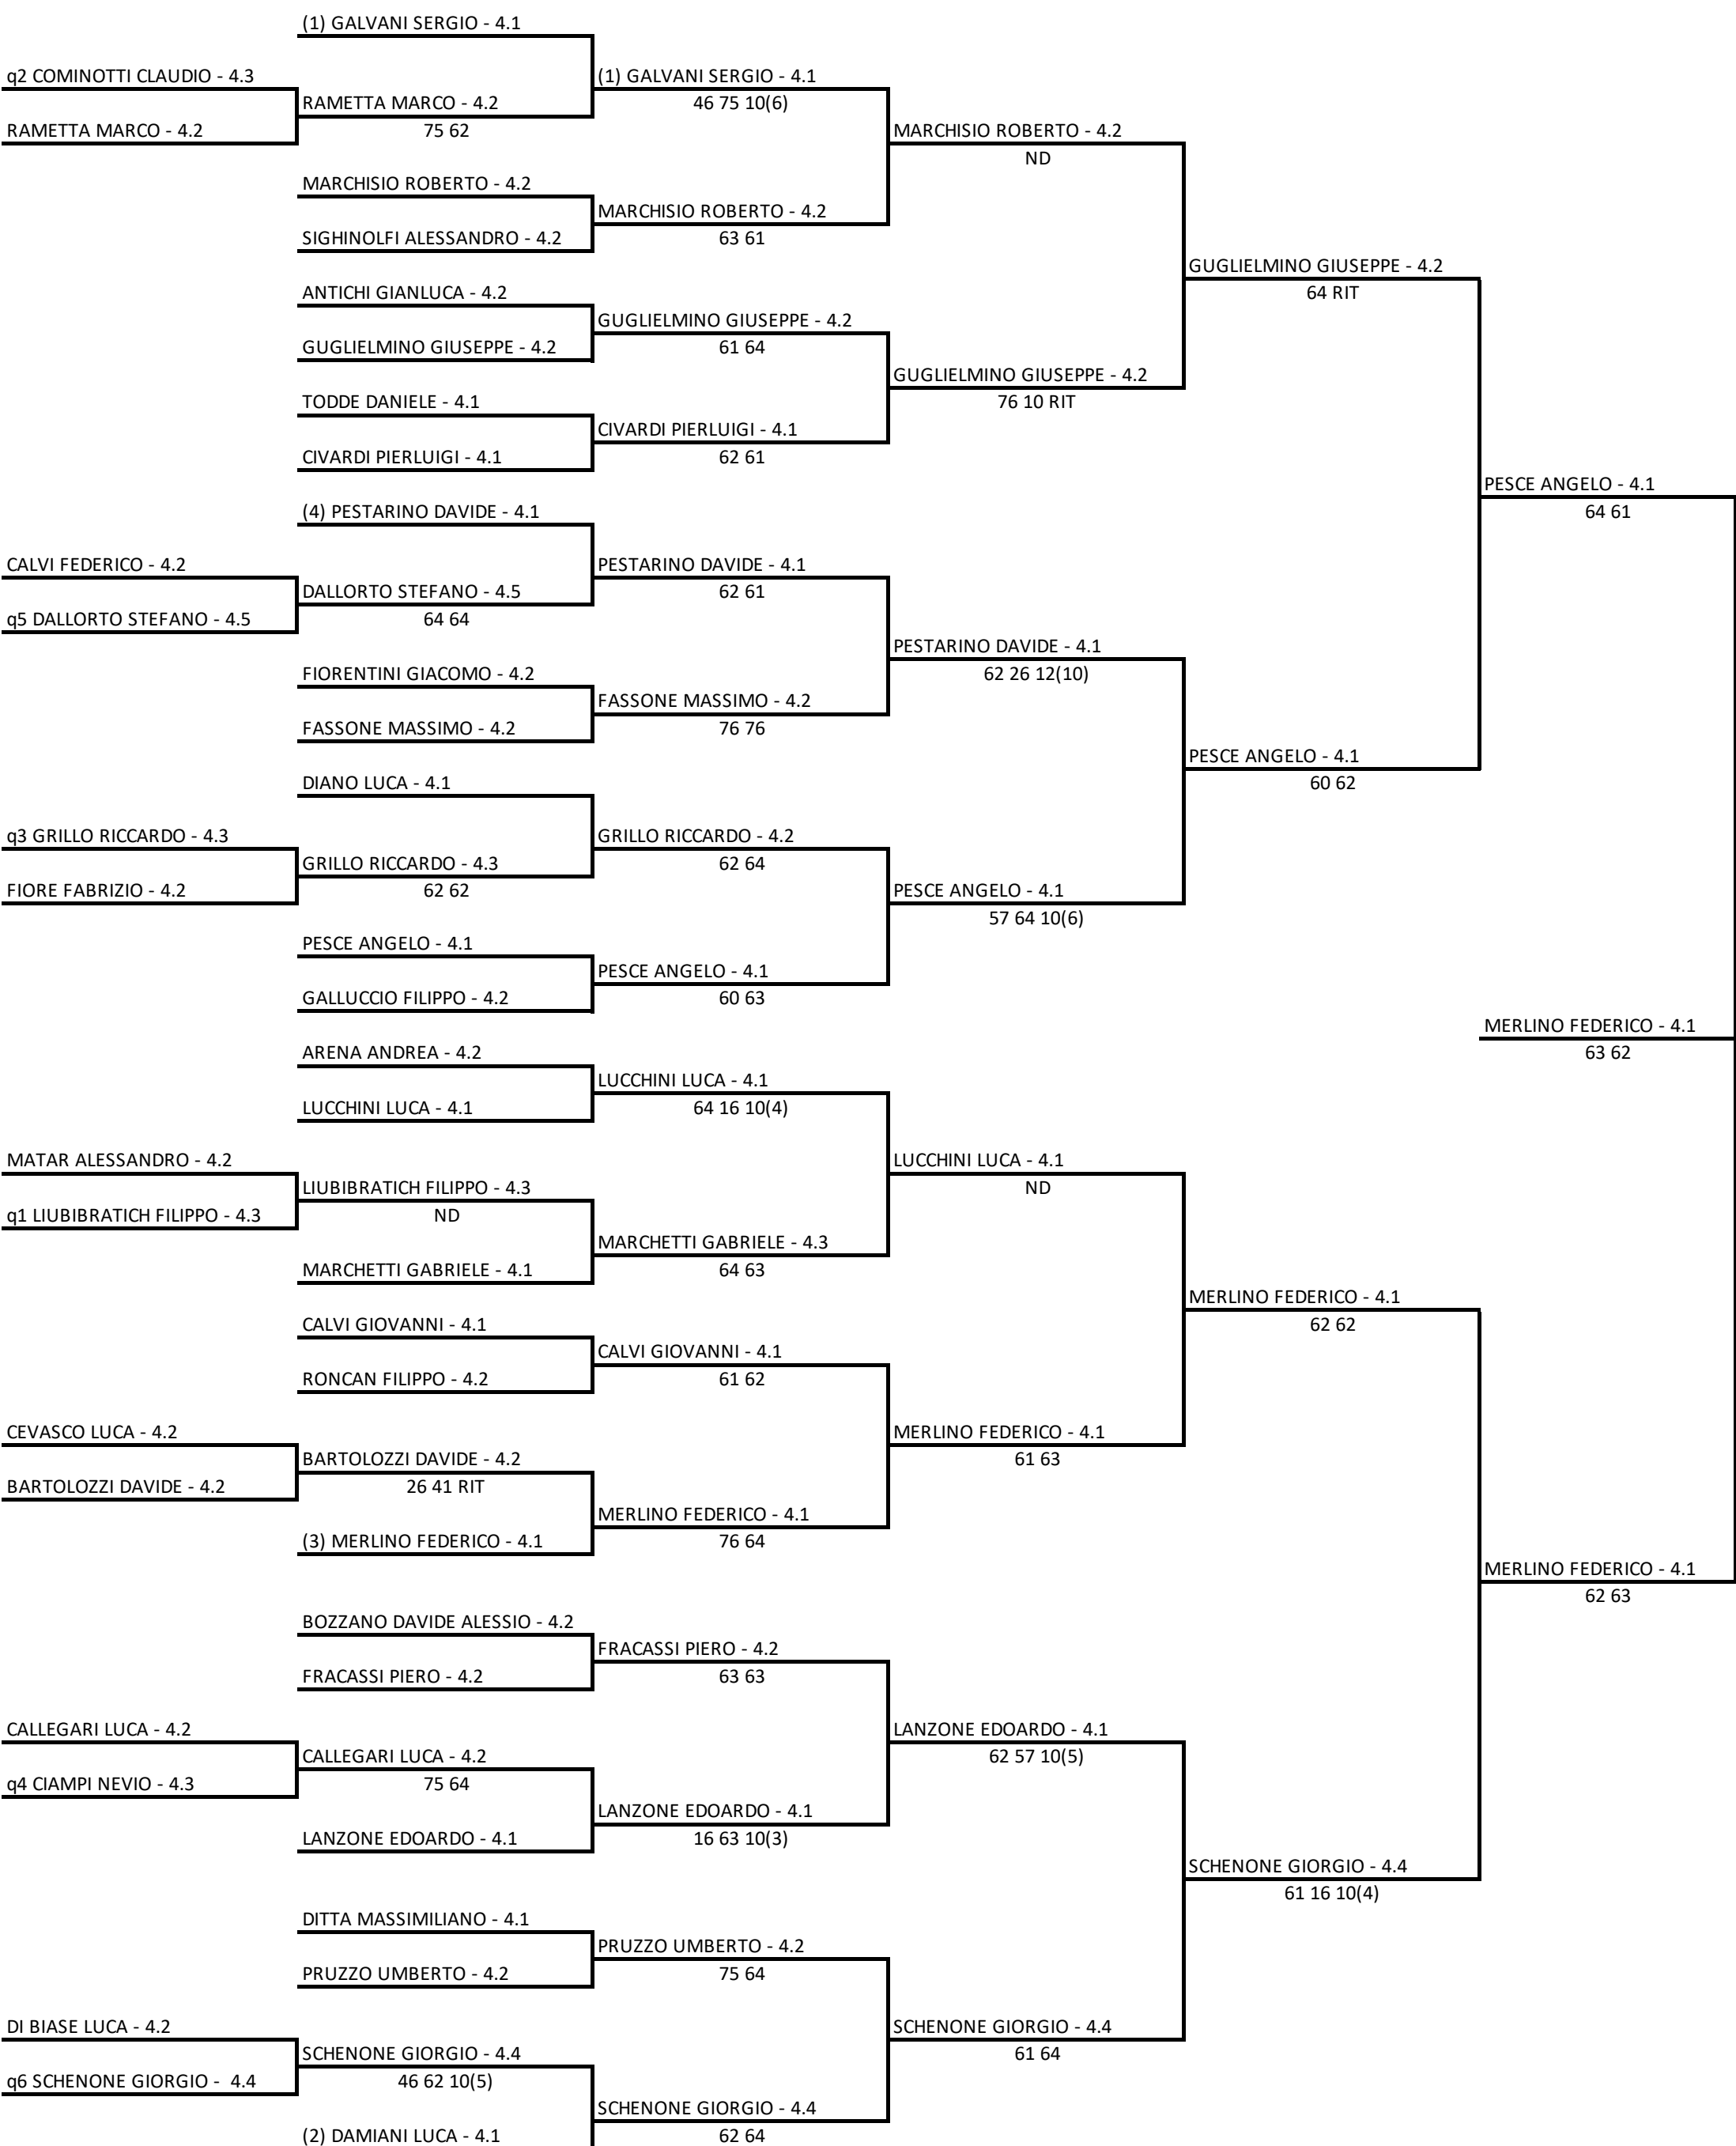 (1) GALVANI SERGIO - 4.1
q2 COMINOTTI CLAUDIO - 4.3
(1) GALVANI SERGIO - 4.1
RAMETTA MARCO - 4.2
46 75 10(6)
RAMETTA MARCO - 4.2
75 62
MARCHISIO ROBERTO - 4.2
ND
MARCHISIO ROBERTO - 4.2
MARCHISIO ROBERTO - 4.2
SIGHINOLFI ALESSANDRO - 4.2
63 61
GUGLIELMINO GIUSEPPE - 4.2
ANTICHI GIANLUCA - 4.2
64 RIT
GUGLIELMINO GIUSEPPE - 4.2
GUGLIELMINO GIUSEPPE - 4.2
61 64
GUGLIELMINO GIUSEPPE - 4.2
TODDE DANIELE - 4.1
76 10 RIT
CIVARDI PIERLUIGI - 4.1
CIVARDI PIERLUIGI - 4.1
62 61
PESCE ANGELO - 4.1
(4) PESTARINO DAVIDE - 4.1
64 61
CALVI FEDERICO - 4.2
PESTARINO DAVIDE - 4.1
DALLORTO STEFANO - 4.5
62 61
q5 DALLORTO STEFANO - 4.5
64 64
PESTARINO DAVIDE - 4.1
FIORENTINI GIACOMO - 4.2
62 26 12(10)
FASSONE MASSIMO - 4.2
FASSONE MASSIMO - 4.2
76 76
PESCE ANGELO - 4.1
DIANO LUCA - 4.1
60 62
q3 GRILLO RICCARDO - 4.3
GRILLO RICCARDO - 4.2
GRILLO RICCARDO - 4.3
62 64
FIORE FABRIZIO - 4.2
62 62
PESCE ANGELO - 4.1
57 64 10(6)
PESCE ANGELO - 4.1
PESCE ANGELO - 4.1
GALLUCCIO FILIPPO - 4.2
60 63
MERLINO FEDERICO - 4.1
ARENA ANDREA - 4.2
63 62
LUCCHINI LUCA - 4.1
LUCCHINI LUCA - 4.1
64 16 10(4)
MATAR ALESSANDRO - 4.2
LUCCHINI LUCA - 4.1
LIUBIBRATICH FILIPPO - 4.3
ND
q1 LIUBIBRATICH FILIPPO - 4.3
ND
MARCHETTI GABRIELE - 4.3
MARCHETTI GABRIELE - 4.1
64 63
MERLINO FEDERICO - 4.1
CALVI GIOVANNI - 4.1
62 62
CALVI GIOVANNI - 4.1
RONCAN FILIPPO - 4.2
61 62
CEVASCO LUCA - 4.2
MERLINO FEDERICO - 4.1
BARTOLOZZI DAVIDE - 4.2
61 63
BARTOLOZZI DAVIDE - 4.2
26 41 RIT
MERLINO FEDERICO - 4.1
(3) MERLINO FEDERICO - 4.1
76 64
MERLINO FEDERICO - 4.1
62 63
BOZZANO DAVIDE ALESSIO - 4.2
FRACASSI PIERO - 4.2
FRACASSI PIERO - 4.2
63 63
CALLEGARI LUCA - 4.2
LANZONE EDOARDO - 4.1
CALLEGARI LUCA - 4.2
62 57 10(5)
q4 CIAMPI NEVIO - 4.3
75 64
LANZONE EDOARDO - 4.1
LANZONE EDOARDO - 4.1
16 63 10(3)
SCHENONE GIORGIO - 4.4
61 16 10(4)
DITTA MASSIMILIANO - 4.1
PRUZZO UMBERTO - 4.2
PRUZZO UMBERTO - 4.2
75 64
DI BIASE LUCA - 4.2
SCHENONE GIORGIO - 4.4
SCHENONE GIORGIO - 4.4
61 64
q6 SCHENONE GIORGIO -  4.4
46 62 10(5)
SCHENONE GIORGIO - 4.4
(2) DAMIANI LUCA - 4.1
62 64